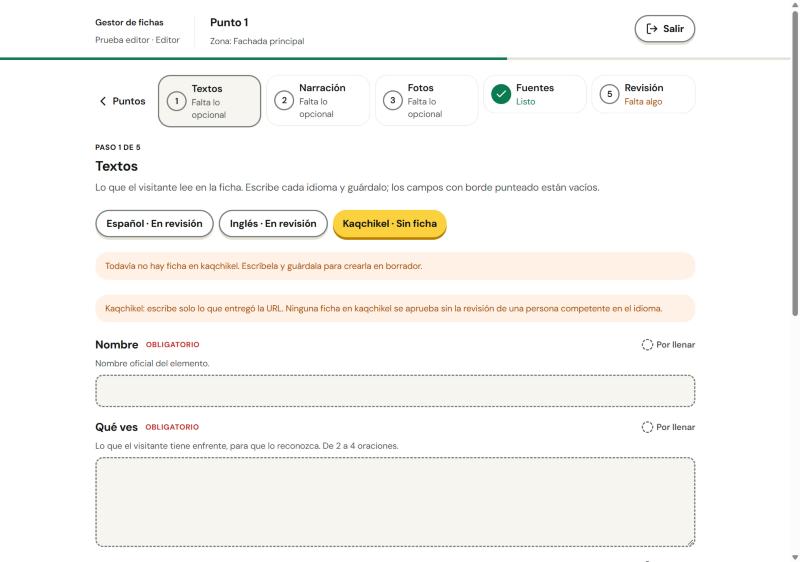 Gestor de fichas
Prueba editor · Editor
Punto 1
Zona: Fachada principal
Salir
Puntos
1
Textos
Falta lo
opcional
2
Narración
Falta lo
opcional
3
Fotos
Falta lo
opcional
Fuentes
Listo
5
Revisión
Falta algo
PASO 1 DE 5
Textos
Lo que el visitante lee en la ficha. Escribe cada idioma y guárdalo; los campos con borde punteado están vacíos.
Español · En revisión
Inglés · En revisión
Kaqchikel · Sin ficha
Todavía no hay ficha en kaqchikel. Escríbela y guárdala para crearla en borrador.
Kaqchikel: escribe solo lo que entregó la URL. Ninguna ficha en kaqchikel se aprueba sin la revisión de una persona competente en el idioma.
Nombre OBLIGATORIO
Por llenar
Nombre oficial del elemento.
Qué ves OBLIGATORIO
Por llenar
Lo que el visitante tiene enfrente, para que lo reconozca. De 2 a 4 oraciones.